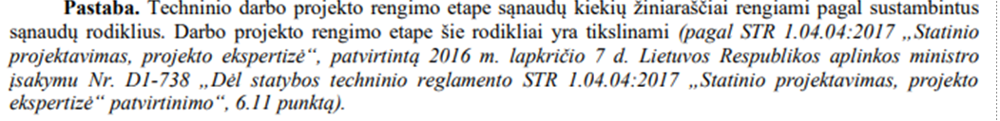 Pastaba. Techninio darbo projekto rengimo etape sąnaudų kiekių žiniaraščiai rengiami pagal sustambintus
sąnaudų rodiklius. Darbo projekto rengimo etape šie rodikliai yra tikslinami (pagal STR 1.04.04:2017 „Statinio
projektavimas, projekto ekspertizė“, patvirtintą 2016 m. lapkričio 7 d. Lietuvos Respublikos aplinkos ministro
įsakymu Nr. D1-738 „Dėl statybos techninio reglamento STR 1.04.04:2017 „Statinio projektavimas, projekto
ekspertizė“ patvirtinimo“, 6.11 punktą).